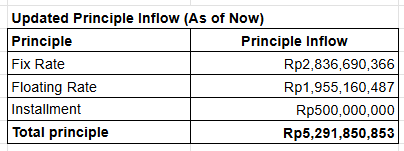 Updated Principle Inflow (As of Now)
Principle Principle Inflow
Fix Rate Rp2,836,690,366
Floating Rate Rp1,955,160,487
Installment Rp500,000,000
Total principle Rp5,291,850,853